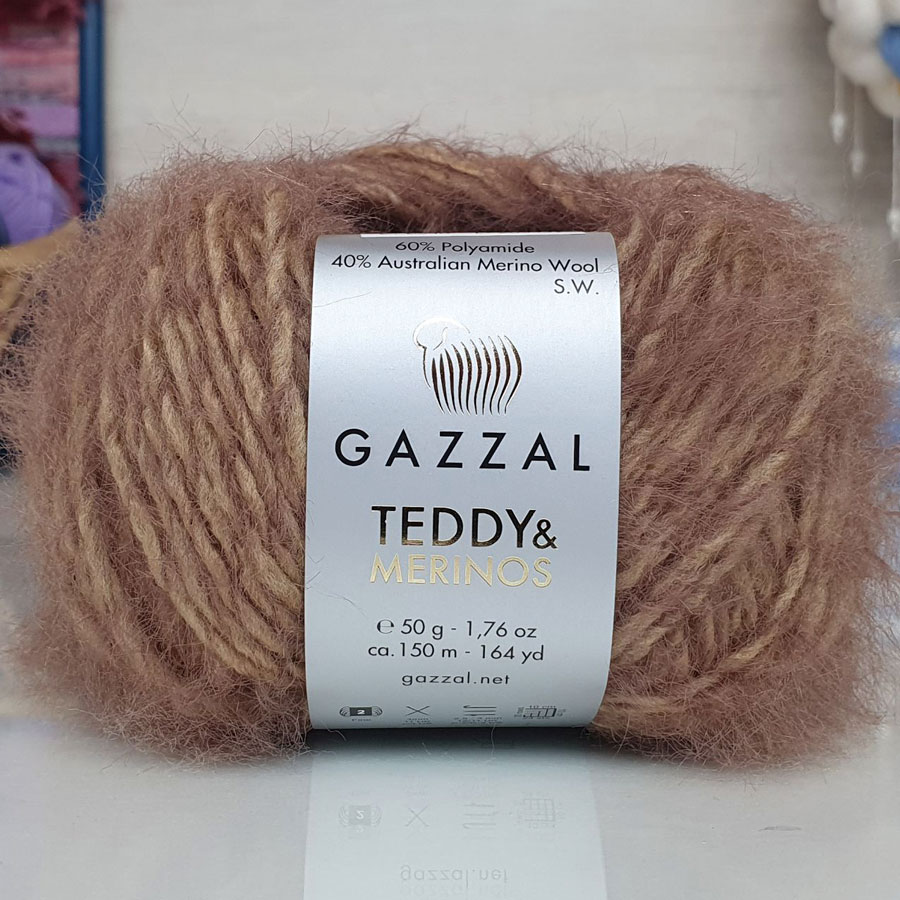 60% Polyamide
40% Australian Merino Wool
S.W.
GAZZAL
TEDDY&
MERINOS
℮ 50 g - 1,76 oz
ca. 150 m - 164 yd
gazzal.net
2